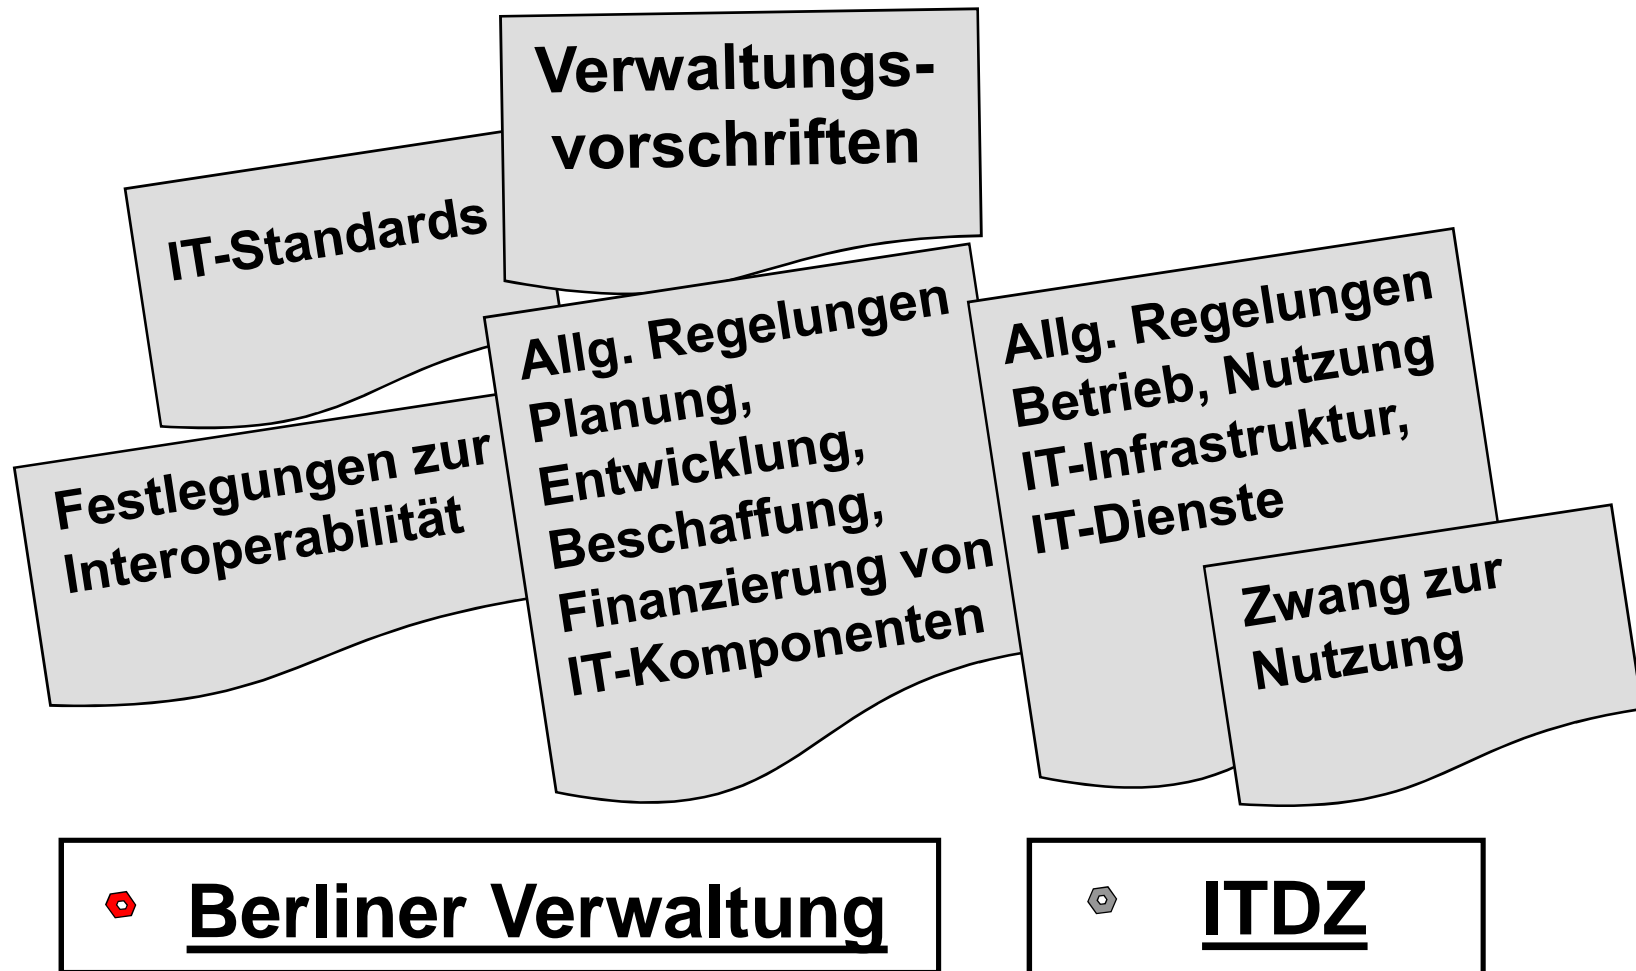 Verwaltungs-
vorschriften
IT-Standards
Festlegungen zur
Interoperabilität
Allg. Regelungen
Planung,
Entwicklung,
Beschaffung,
Finanzierung von
IT-Komponenten
Allg. Regelungen
Betrieb, Nutzung
IT-Infrastruktur,
IT-Dienste
Zwang zur
Nutzung
Berliner Verwaltung
ITDZ